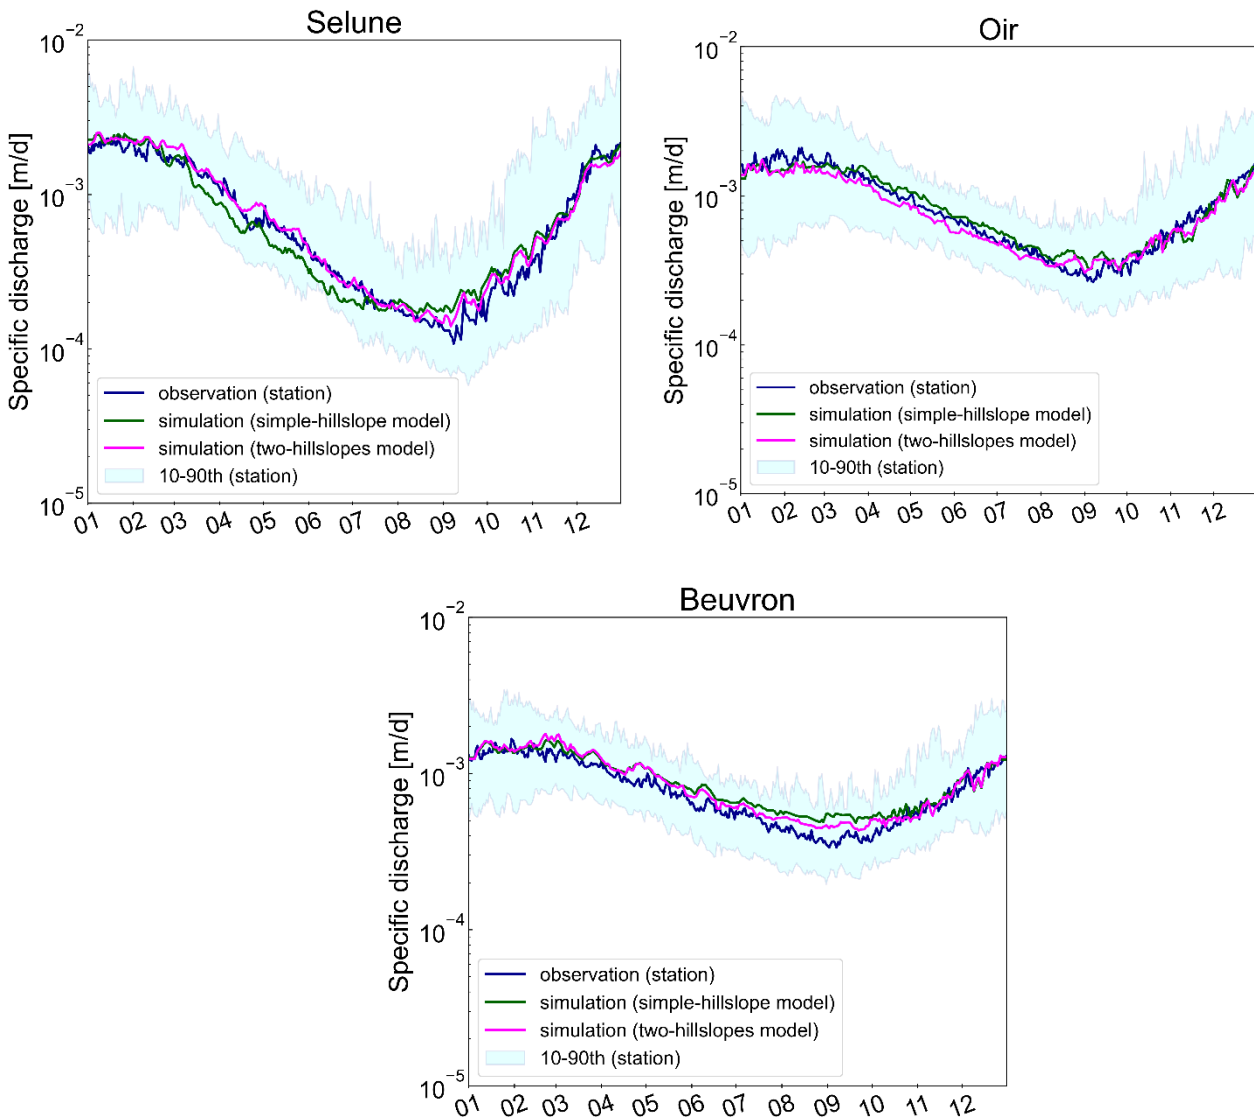 Selune
Specific discharge [m/d]
10⁻²
10⁻³
10⁻⁴
10⁻⁵
observation (station)
simulation (simple-hillslope model)
simulation (two-hillslopes model)
10-90th (station)
01 02 03 04 05 06 07 08 09 10 11 12
Oir
Specific discharge [m/d]
10⁻²
10⁻³
10⁻⁴
10⁻⁵
observation (station)
simulation (simple-hillslope model)
simulation (two-hillslopes model)
10-90th (station)
01 02 03 04 05 06 07 08 09 10 11 12
Beuvron
Specific discharge [m/d]
10⁻²
10⁻³
10⁻⁴
10⁻⁵
observation (station)
simulation (simple-hillslope model)
simulation (two-hillslopes model)
10-90th (station)
01 02 03 04 05 06 07 08 09 10 11 12